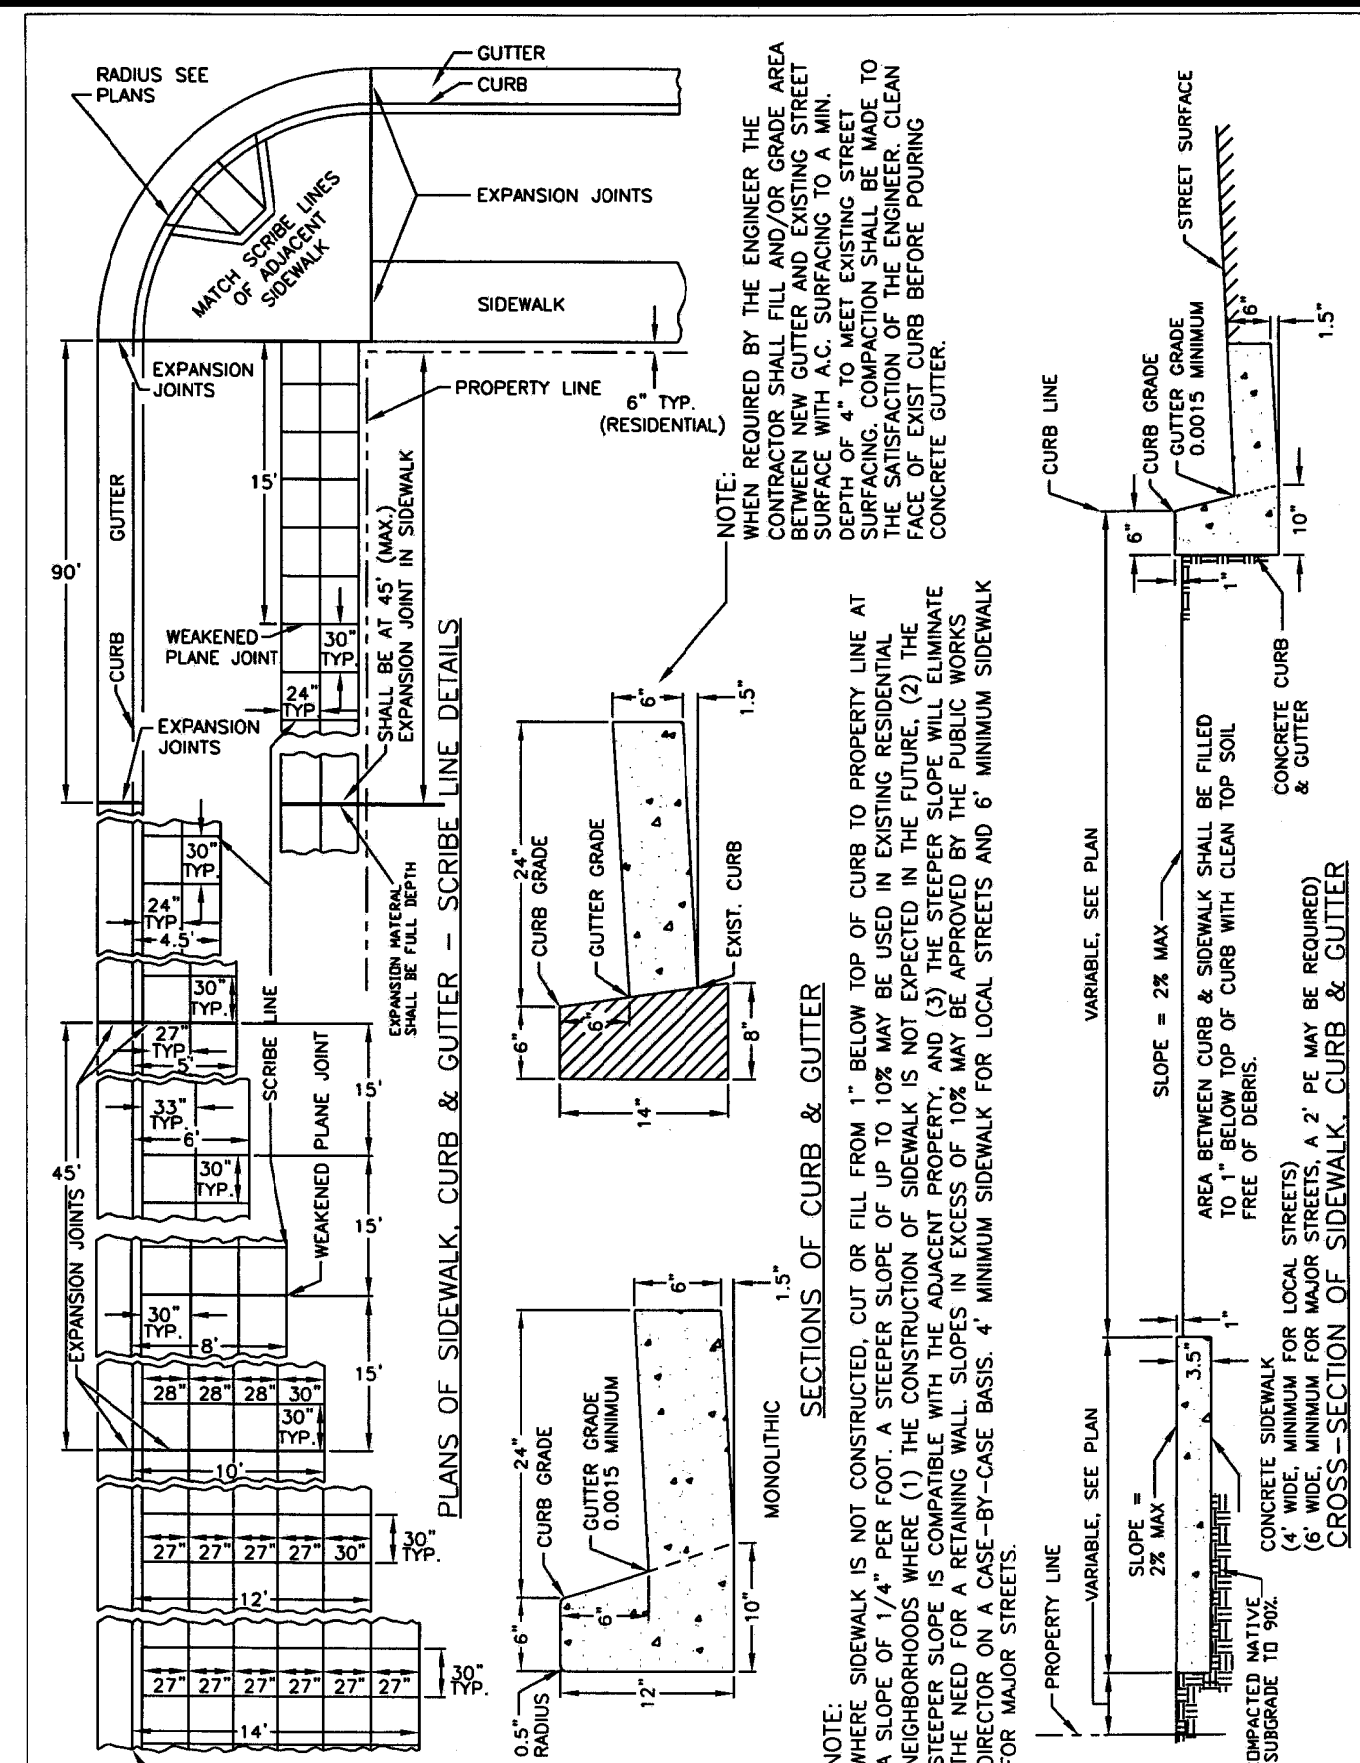 RADIUS SEE
PLANS
GUTTER
CURB
EXPANSION JOINTS
MATCH SCRIBE LINES
OF ADJACENT
SIDEWALK
SIDEWALK
EXPANSION
JOINTS
PROPERTY LINE
6" TYP.
(RESIDENTIAL)
90'
GUTTER
CURB
15'
WEAKENED
PLANE JOINT
30"
TYP.
24"
TYP.
SHALL BE AT 45' (MAX.)
EXPANSION JOINT IN SIDEWALK
EXPANSION
JOINTS
30"
TYP.
24"
TYP.
4.5'
EXPANSION MATERIAL
SHALL BE FULL DEPTH
30"
TYP.
27"
TYP.
5'
SCRIBE LINE
33"
TYP.
6'
30"
TYP.
15'
45'
EXPANSION JOINTS
WEAKENED PLANE JOINT
15'
30"
TYP.
8'
15'
28" 28" 28" 30"
30"
TYP.
10'
27" 27" 27" 27" 30"
30"
TYP.
12'
27" 27" 27" 27" 27" 27"
30"
TYP.
14'
PLANS OF SIDEWALK, CURB & GUTTER - SCRIBE LINE DETAILS
NOTE:
WHEN REQUIRED BY THE ENGINEER THE
CONTRACTOR SHALL FILL AND/OR GRADE AREA
BETWEEN NEW GUTTER AND EXISTING STREET
SURFACE WITH A.C. SURFACING TO A MIN.
DEPTH OF 4" TO MEET EXISTING STREET
SURFACING. COMPACTION SHALL BE MADE TO
THE SATISFACTION OF THE ENGINEER. CLEAN
FACE OF EXIST CURB BEFORE POURING
CONCRETE GUTTER.
24"
CURB GRADE
GUTTER GRADE
EXIST. CURB
6"
6"
6"
1.5"
8"
14"
24"
CURB GRADE
GUTTER GRADE
0.0015 MINIMUM
6"
6"
6"
1.5"
10"
12"
0.5"
RADIUS
MONOLITHIC
SECTIONS OF CURB & GUTTER
NOTE:
WHERE SIDEWALK IS NOT CONSTRUCTED, CUT OR FILL FROM 1" BELOW TOP OF CURB TO PROPERTY LINE AT
A SLOPE OF 1/4" PER FOOT. A STEEPER SLOPE OF UP TO 10% MAY BE USED IN EXISTING RESIDENTIAL
NEIGHBORHOODS WHERE (1) THE CONSTRUCTION OF SIDEWALK IS NOT EXPECTED IN THE FUTURE, (2) THE
STEEPER SLOPE IS COMPATIBLE WITH THE ADJACENT PROPERTY, AND (3) THE STEEPER SLOPE WILL ELIMINATE
THE NEED FOR A RETAINING WALL. SLOPES IN EXCESS OF 10% MAY BE APPROVED BY THE PUBLIC WORKS
DIRECTOR ON A CASE-BY-CASE BASIS. 4' MINIMUM SIDEWALK FOR LOCAL STREETS AND 6' MINIMUM SIDEWALK
FOR MAJOR STREETS.
PROPERTY LINE
VARIABLE, SEE PLAN
VARIABLE, SEE PLAN
CURB LINE
CURB GRADE
GUTTER GRADE
0.0015 MINIMUM
STREET SURFACE
SLOPE =
2% MAX
SLOPE = 2% MAX
3.5"
1"
6"
1"
10"
6"
1.5"
AREA BETWEEN CURB & SIDEWALK SHALL BE FILLED
TO 1" BELOW TOP OF CURB WITH CLEAN TOP SOIL
FREE OF DEBRIS.
CONCRETE CURB
& GUTTER
COMPACTED NATIVE
SUBGRADE TO 90%.
CONCRETE SIDEWALK
(4' WIDE, MINIMUM FOR LOCAL STREETS)
(6' WIDE, MINIMUM FOR MAJOR STREETS, A 2' PE MAY BE REQUIRED)
CROSS-SECTION OF SIDEWALK, CURB & GUTTER